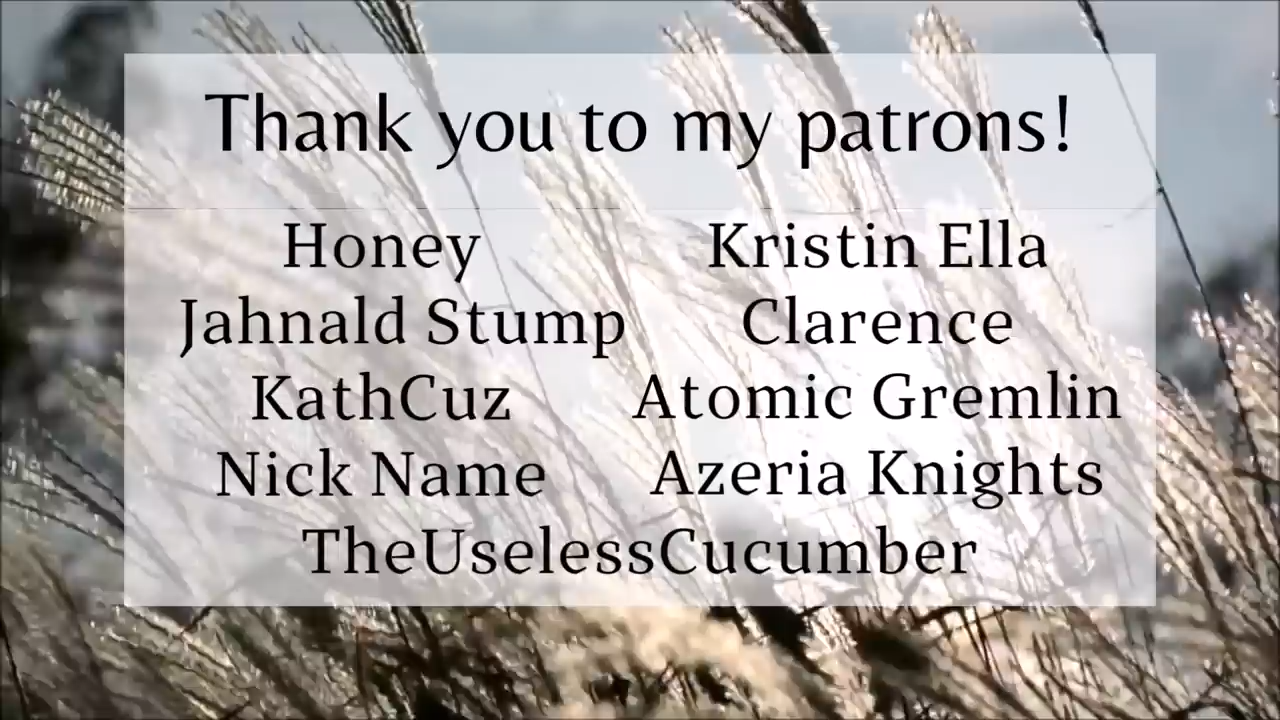 Thank you to my patrons!
Honey Kristin Ella
Jahnald Stump Clarence
KathCuz Atomic Gremlin
Nick Name Azeria Knights
TheUselessCucumber